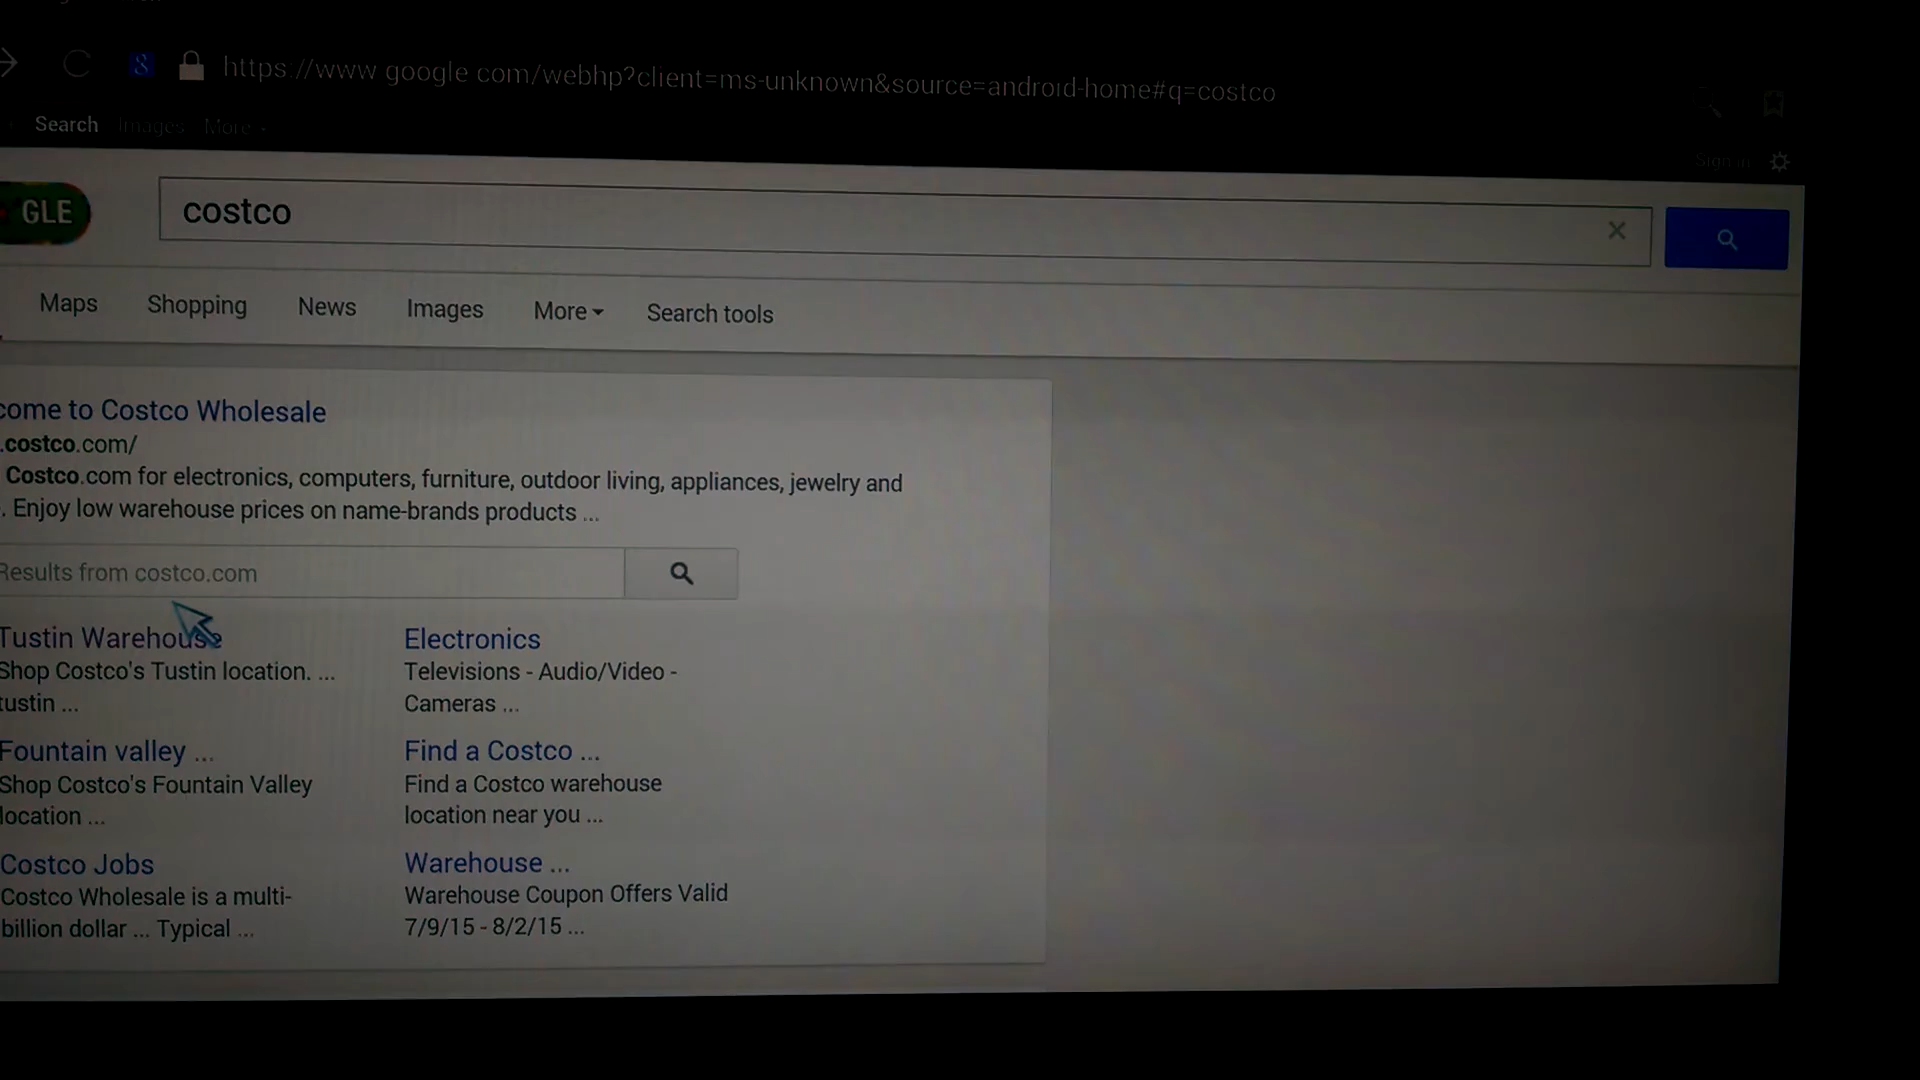 https://www google com/webhp?client=ms-unknown&source=android-home#q=costco
Search Images More
Sign in
GLE
costco
Maps Shopping News Images More Search tools
come to Costco Wholesale
.costco.com/
Costco.com for electronics, computers, furniture, outdoor living, appliances, jewelry and
. Enjoy low warehouse prices on name-brands products ...
Results from costco.com
Tustin Warehouse
Shop Costco's Tustin location. ...
tustin ...
Electronics
Televisions - Audio/Video -
Cameras ...
Fountain valley ...
Shop Costco's Fountain Valley
location ...
Find a Costco ...
Find a Costco warehouse
location near you ...
Costco Jobs
Costco Wholesale is a multi-
billion dollar ... Typical ...
Warehouse ...
Warehouse Coupon Offers Valid
7/9/15 - 8/2/15 ...